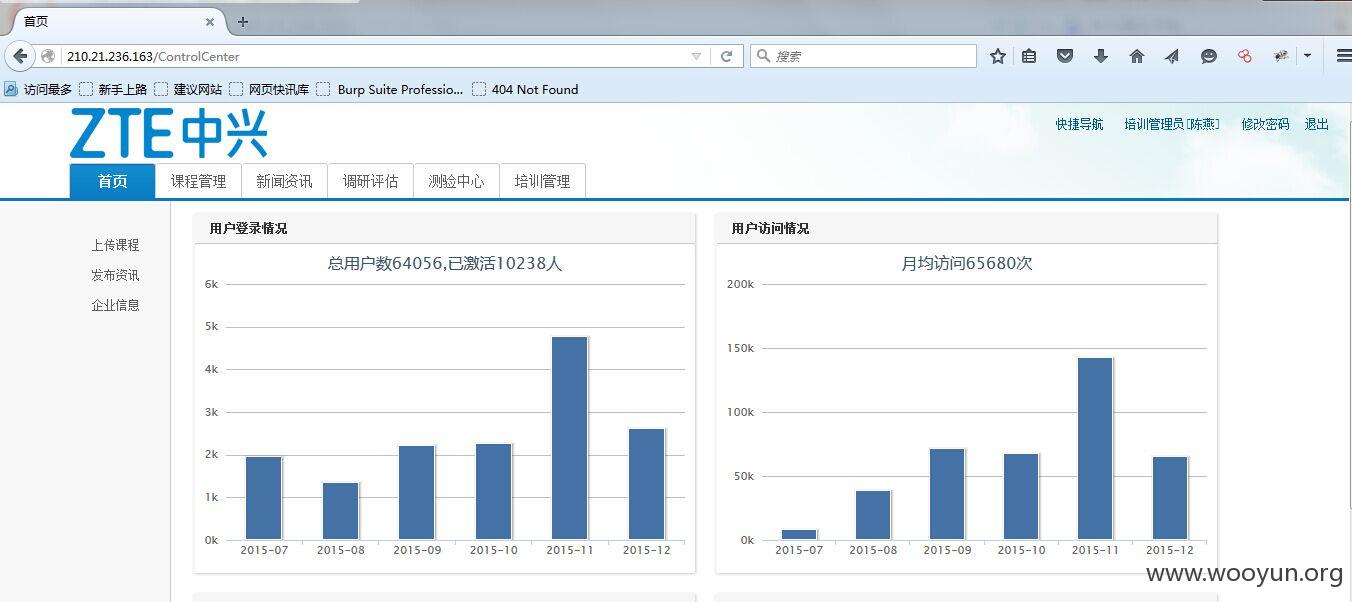 首页
210.21.236.163/ControlCenter
搜索
访问最多 新手上路 建议网站 网页快讯库 Burp Suite Professio... 404 Not Found
ZTE中兴
快捷导航 培训管理员[陈燕] 修改密码 退出
首页 课程管理 新闻资讯 调研评估 测验中心 培训管理
上传课程
发布资讯
企业信息
用户登录情况
总用户数64056,已激活10238人
6k
5k
4k
3k
2k
1k
0k
2015-07 2015-08 2015-09 2015-10 2015-11 2015-12
用户访问情况
月均访问65680次
200k
150k
100k
50k
0k
2015-07 2015-08 2015-09 2015-10 2015-11 2015-12
www.wooyun.org